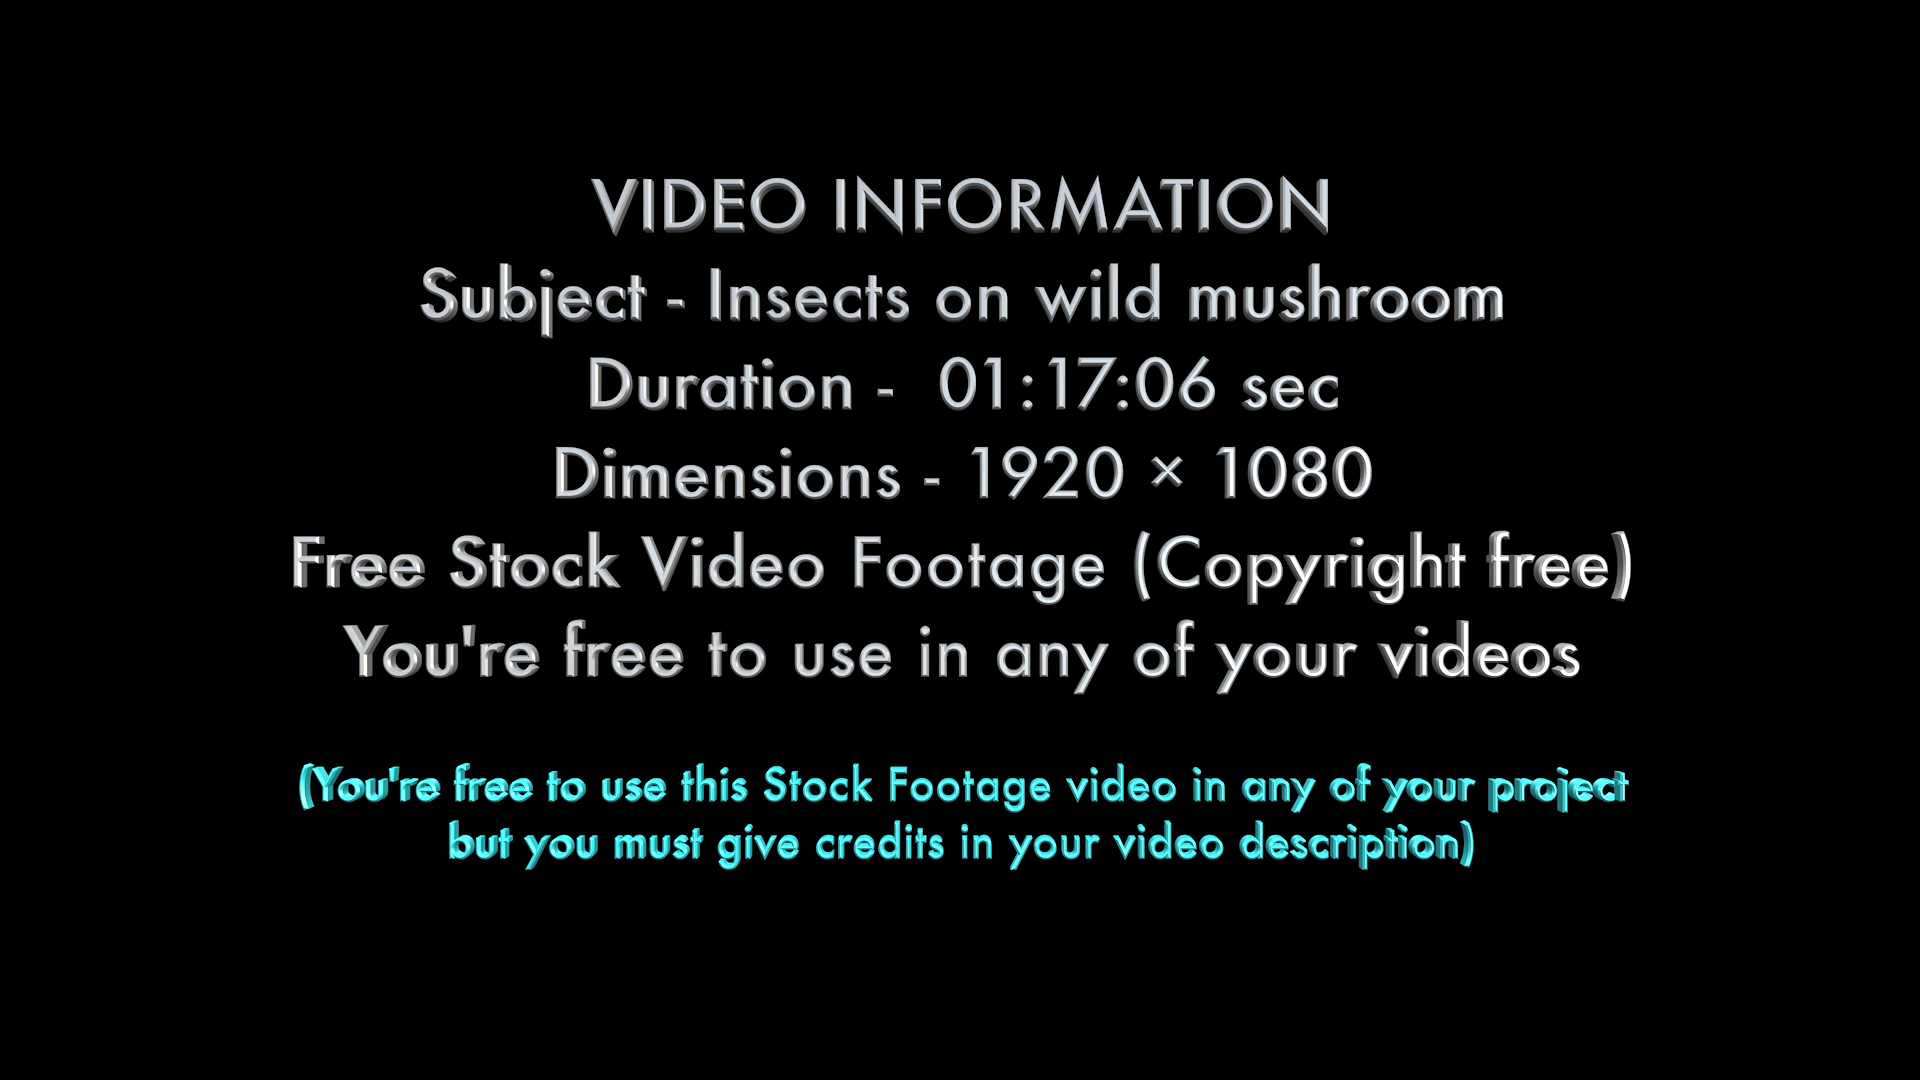 VIDEO INFORMATION
Subject - Insects on wild mushroom
Duration - 01:17:06 sec
Dimensions - 1920 × 1080
Free Stock Video Footage (Copyright free)
You're free to use in any of your videos
(You're free to use this Stock Footage video in any of your project
but you must give credits in your video description)